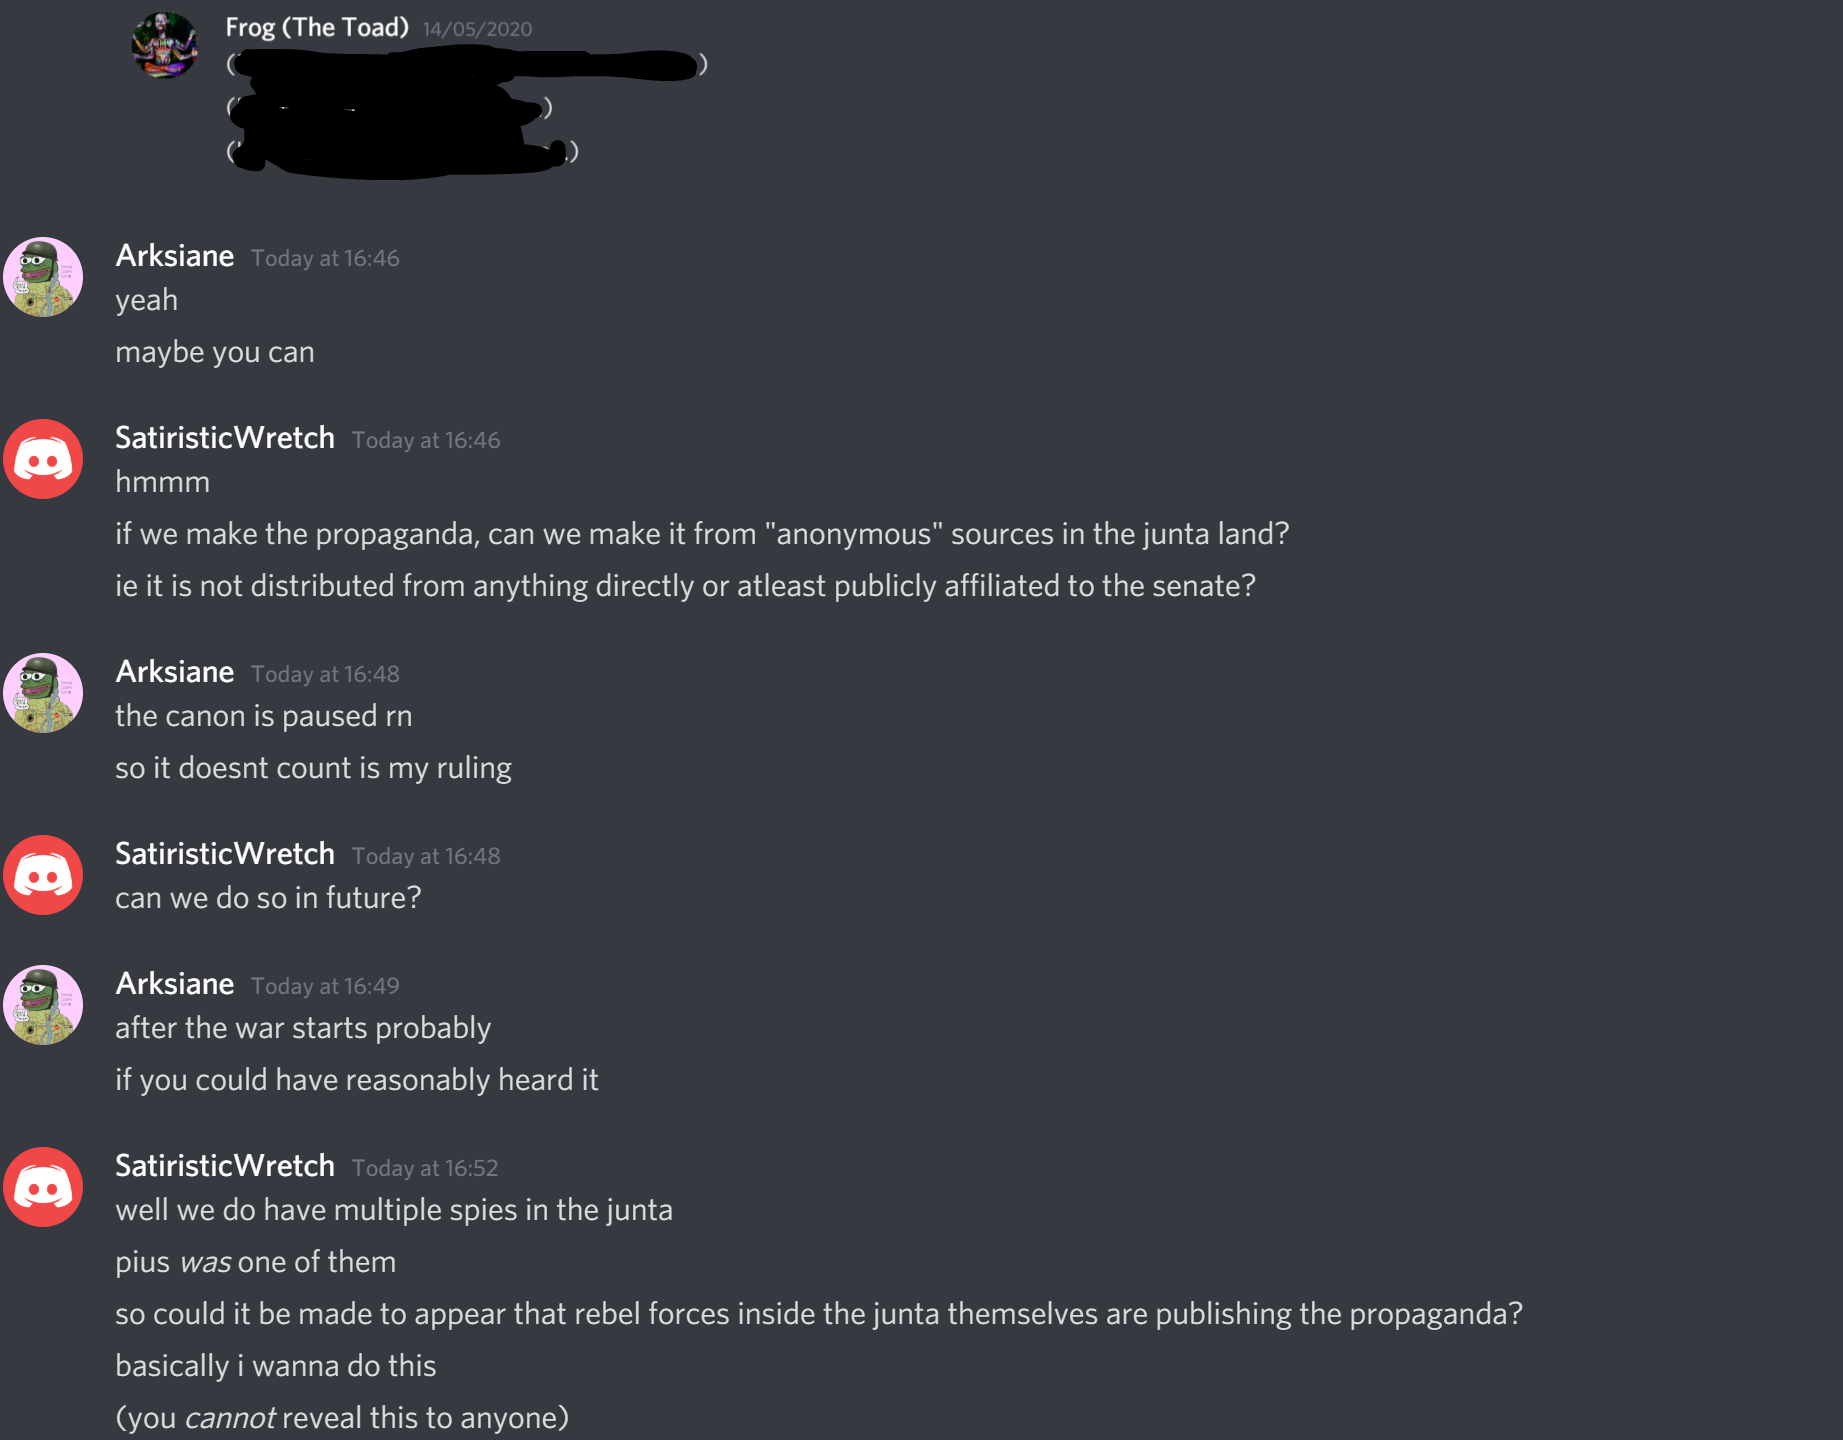 Frog (The Toad) 14/05/2020
( )
( )
( .)
Arksiane Today at 16:46
yeah
maybe you can
SatiristicWretch Today at 16:46
hmmm
if we make the propaganda, can we make it from "anonymous" sources in the junta land?
ie it is not distributed from anything directly or atleast publicly affiliated to the senate?
Arksiane Today at 16:48
the canon is paused rn
so it doesnt count is my ruling
SatiristicWretch Today at 16:48
can we do so in future?
Arksiane Today at 16:49
after the war starts probably
if you could have reasonably heard it
SatiristicWretch Today at 16:52
well we do have multiple spies in the junta
pius was one of them
so could it be made to appear that rebel forces inside the junta themselves are publishing the propaganda?
basically i wanna do this
(you cannot reveal this to anyone)